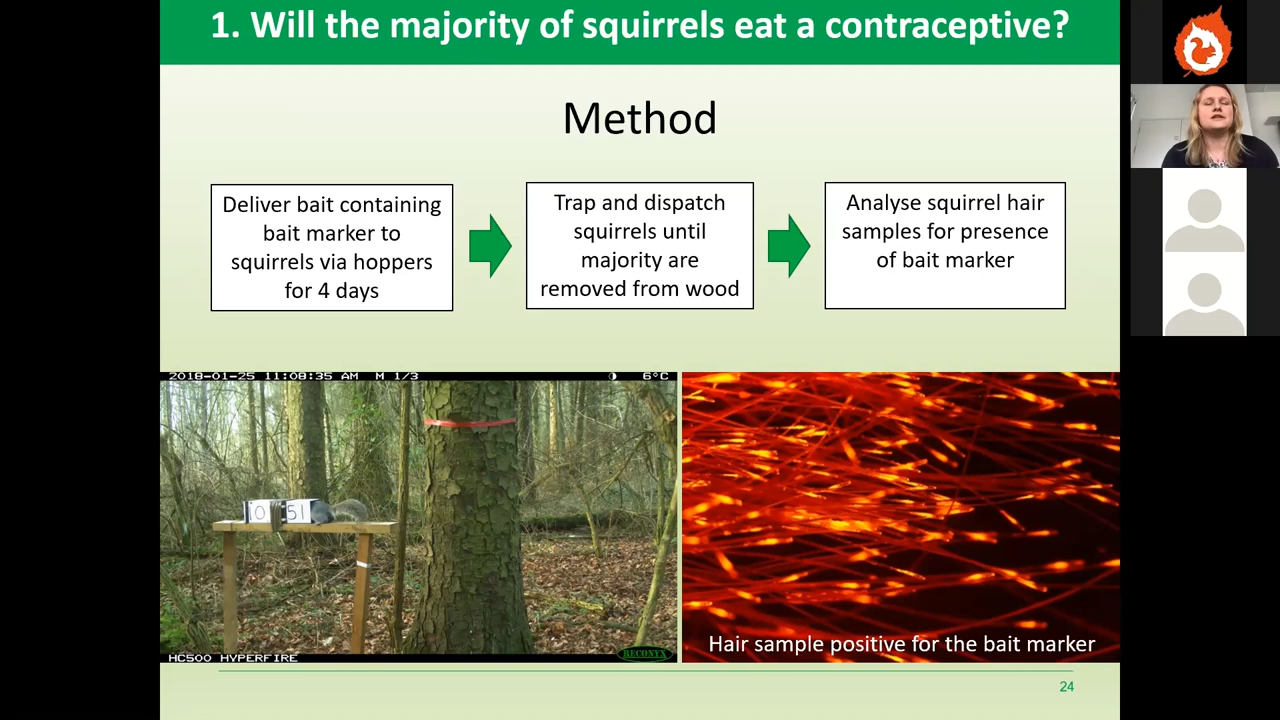 1. Will the majority of squirrels eat a contraceptive?
Method
Deliver bait containing
bait marker to
squirrels via hoppers
for 4 days
Trap and dispatch
squirrels until
majority are
removed from wood
Analyse squirrel hair
samples for presence
of bait marker
2018-01-25 11:08:35 AM M 1/3 6°C
10 51
HC500 HYPERFIRE
RECONYX
Hair sample positive for the bait marker
24